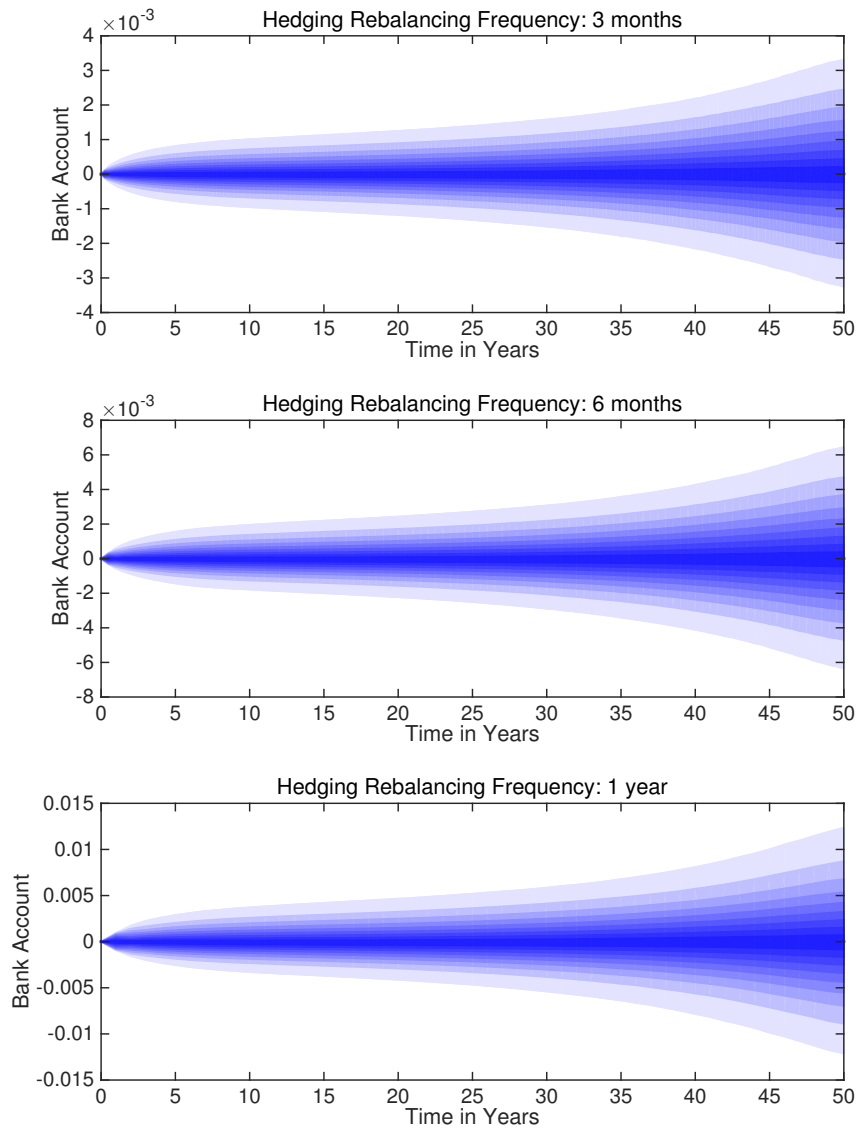 Hedging Rebalancing Frequency: 3 months
×10-3
4
3
2
1
0
-1
-2
-3
-4
Bank Account
0 5 10 15 20 25 30 35 40 45 50
Time in Years
Hedging Rebalancing Frequency: 6 months
×10-3
8
6
4
2
0
-2
-4
-6
-8
Bank Account
0 5 10 15 20 25 30 35 40 45 50
Time in Years
Hedging Rebalancing Frequency: 1 year
0.015
0.01
0.005
0
-0.005
-0.01
-0.015
Bank Account
0 5 10 15 20 25 30 35 40 45 50
Time in Years